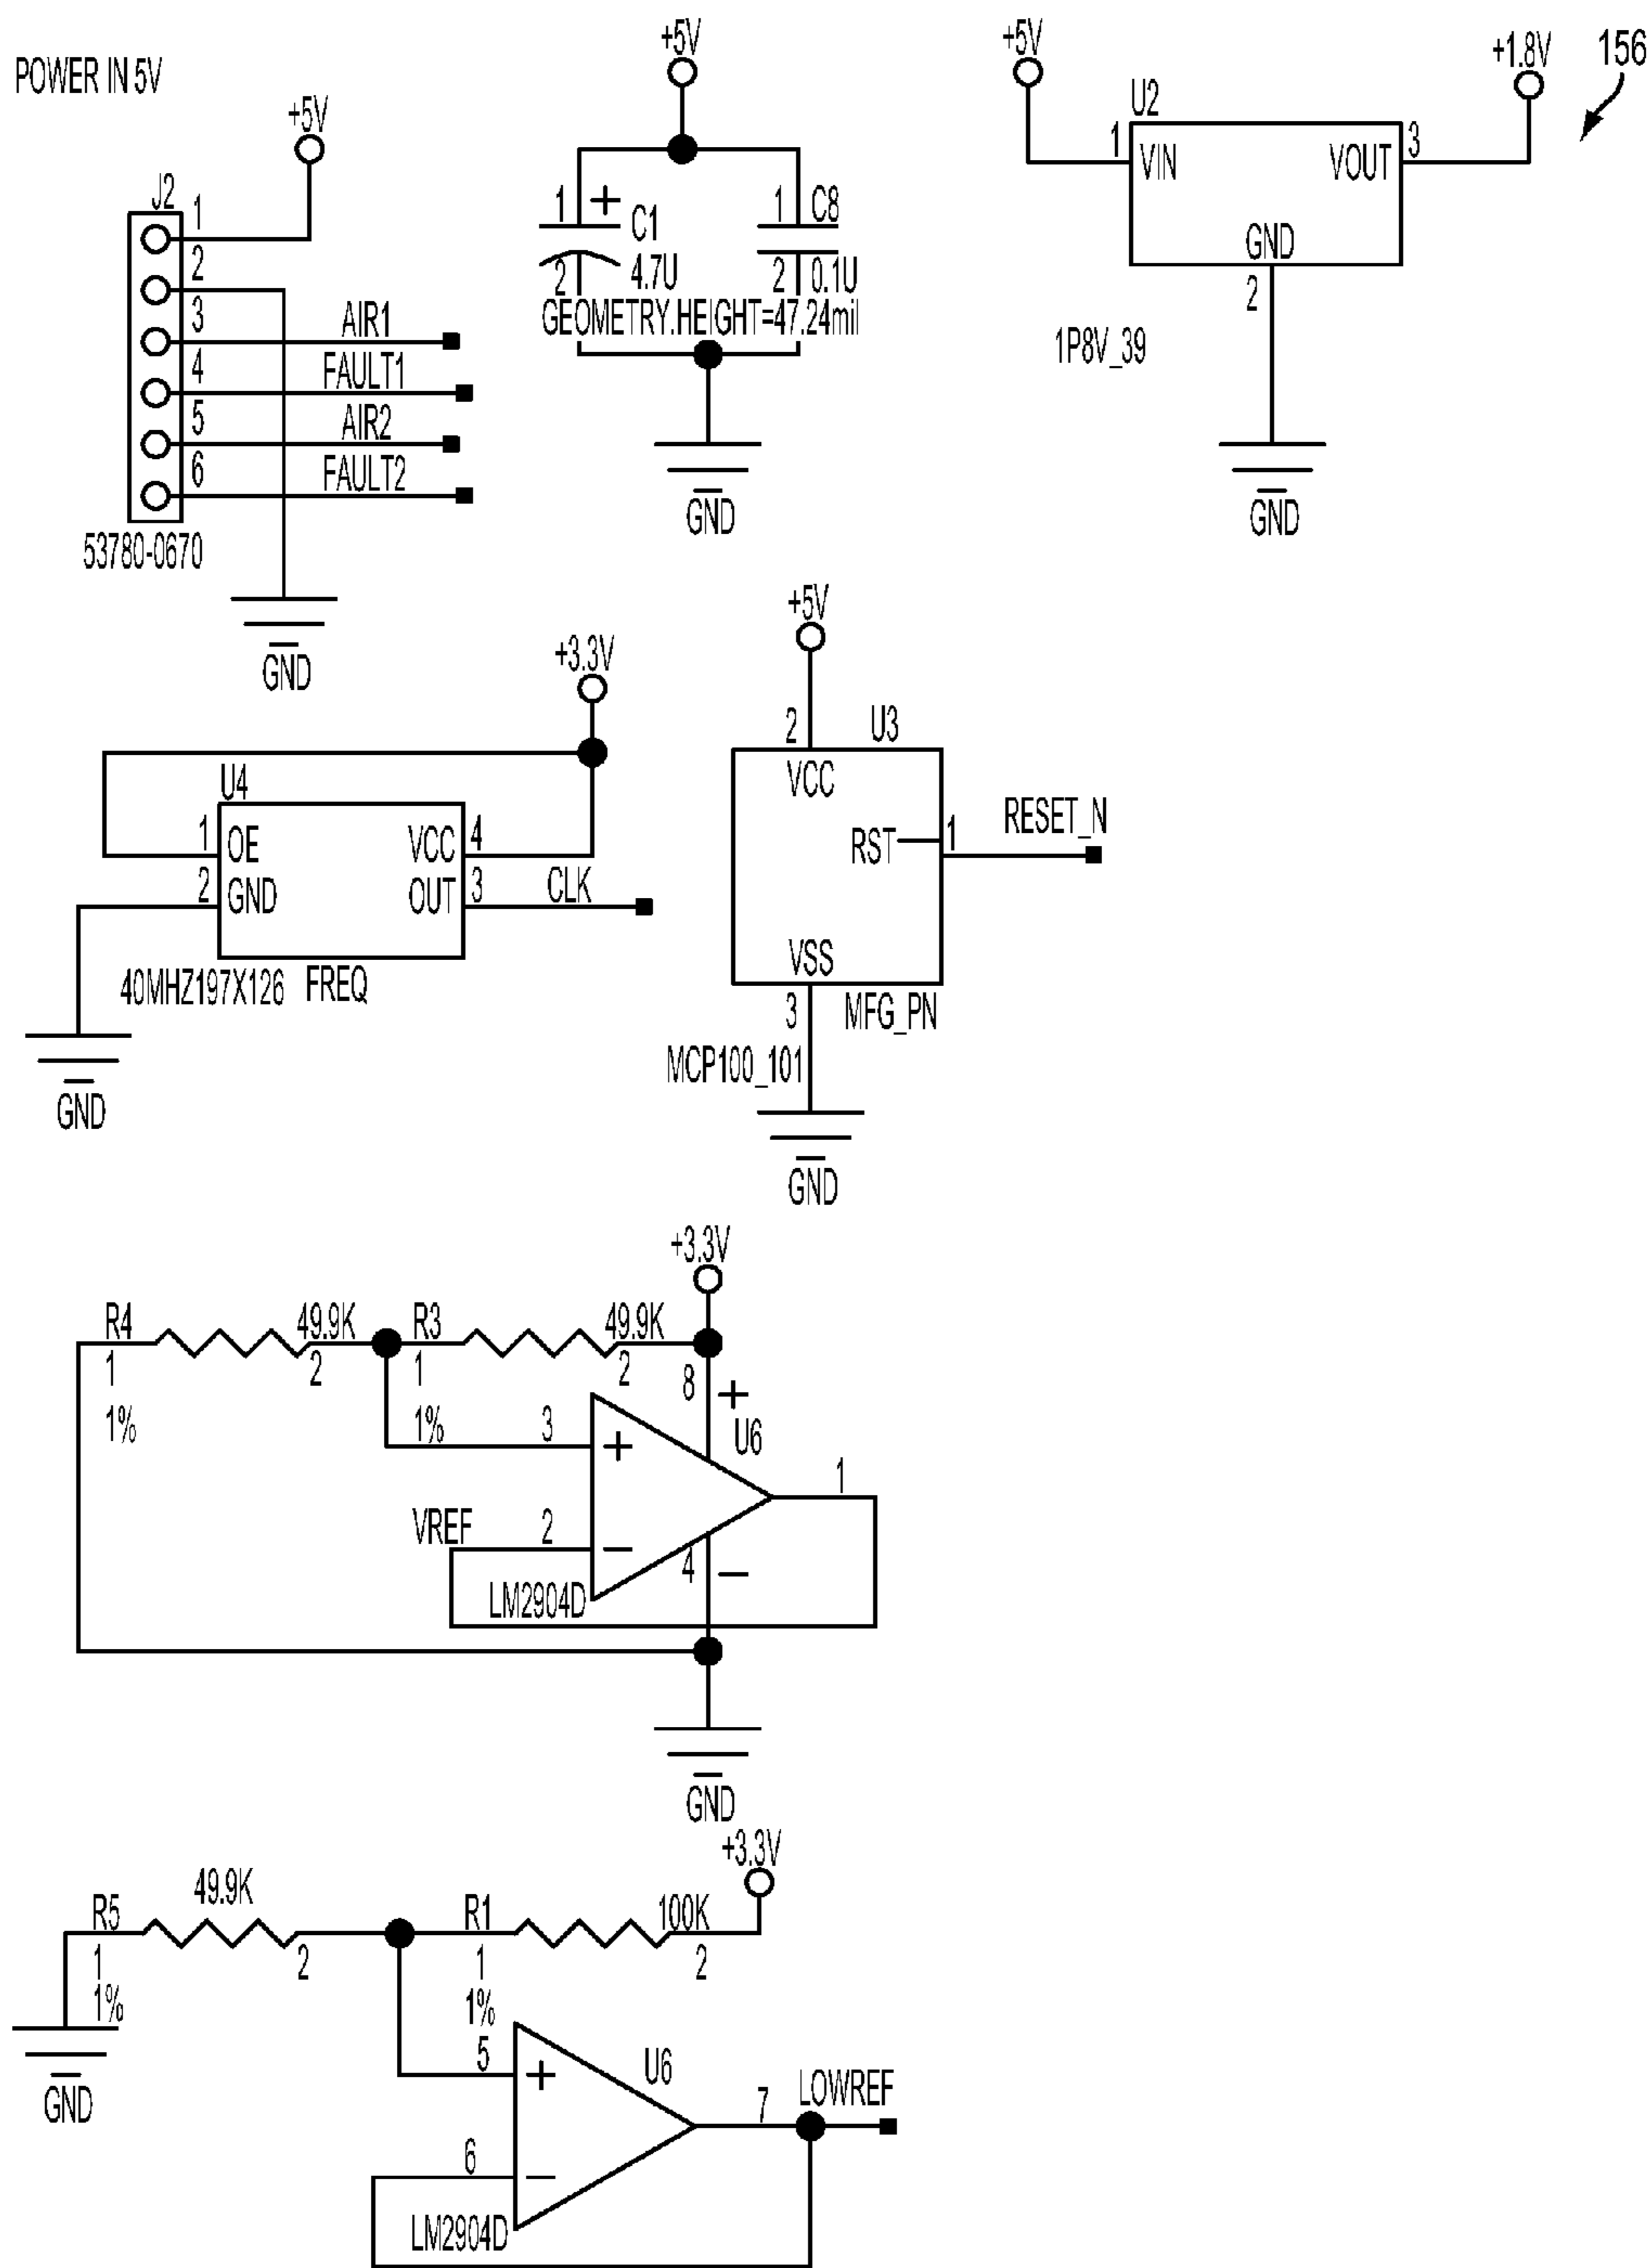 POWER IN 5V
+5V
J2
1
2
3
4
5
6
AIR1
FAULT1
AIR2
FAULT2
53780-0670
GND
+5V
1
+
C1
2
4.7U
1
C8
2
0.1U
GEOMETRY.HEIGHT=47.24mil
GND
+5V
+1.8V
156
U2
1
VIN
VOUT
3
GND
2
1P8V_39
GND
+3.3V
U4
1
OE
VCC
4
2
GND
OUT
3
CLK
40MHZ197X126
FREQ
GND
+5V
2
U3
VCC
RST
1
RESET_N
VSS
3
MFG_PN
MCP100_101
GND
+3.3V
R4
49.9K
R3
49.9K
1
2
1
2
8
+
1%
1%
3
+
U6
1
VREF
2
–
4
–
LM2904D
GND
+3.3V
R5
49.9K
R1
100K
1
2
1
2
1%
1%
5
+
U6
7
LOWREF
6
–
LM2904D
GND